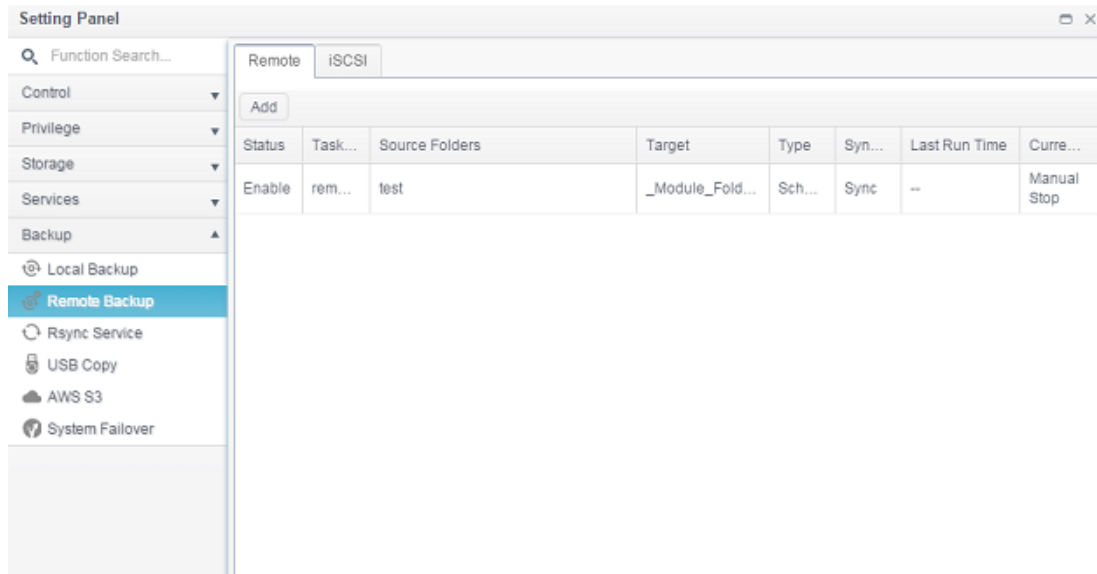 Setting Panel
Function Search...
Control
Privilege
Storage
Services
Backup
Local Backup
Remote Backup
Rsync Service
USB Copy
AWS S3
System Failover
Remote iSCSI
Add
Status Task... Source Folders Target Type Syn... Last Run Time Curre...
Enable rem... test _Module_Fold... Sch... Sync -- Manual
Stop